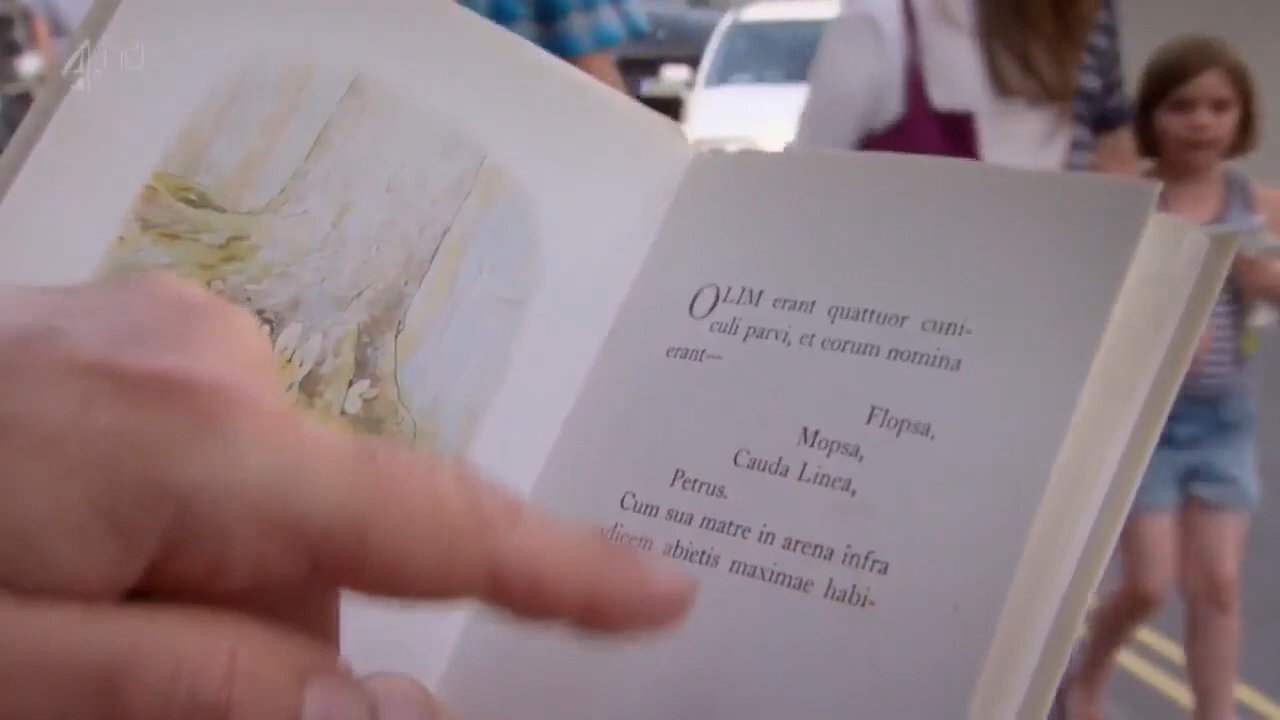 4
OLIM erant quattuor cuni-
culi parvi, et eorum nomina
erant—
Flopsa,
Mopsa,
Cauda Linea,
Petrus.
Cum sua matre in arena infra
abietis maximae habi-